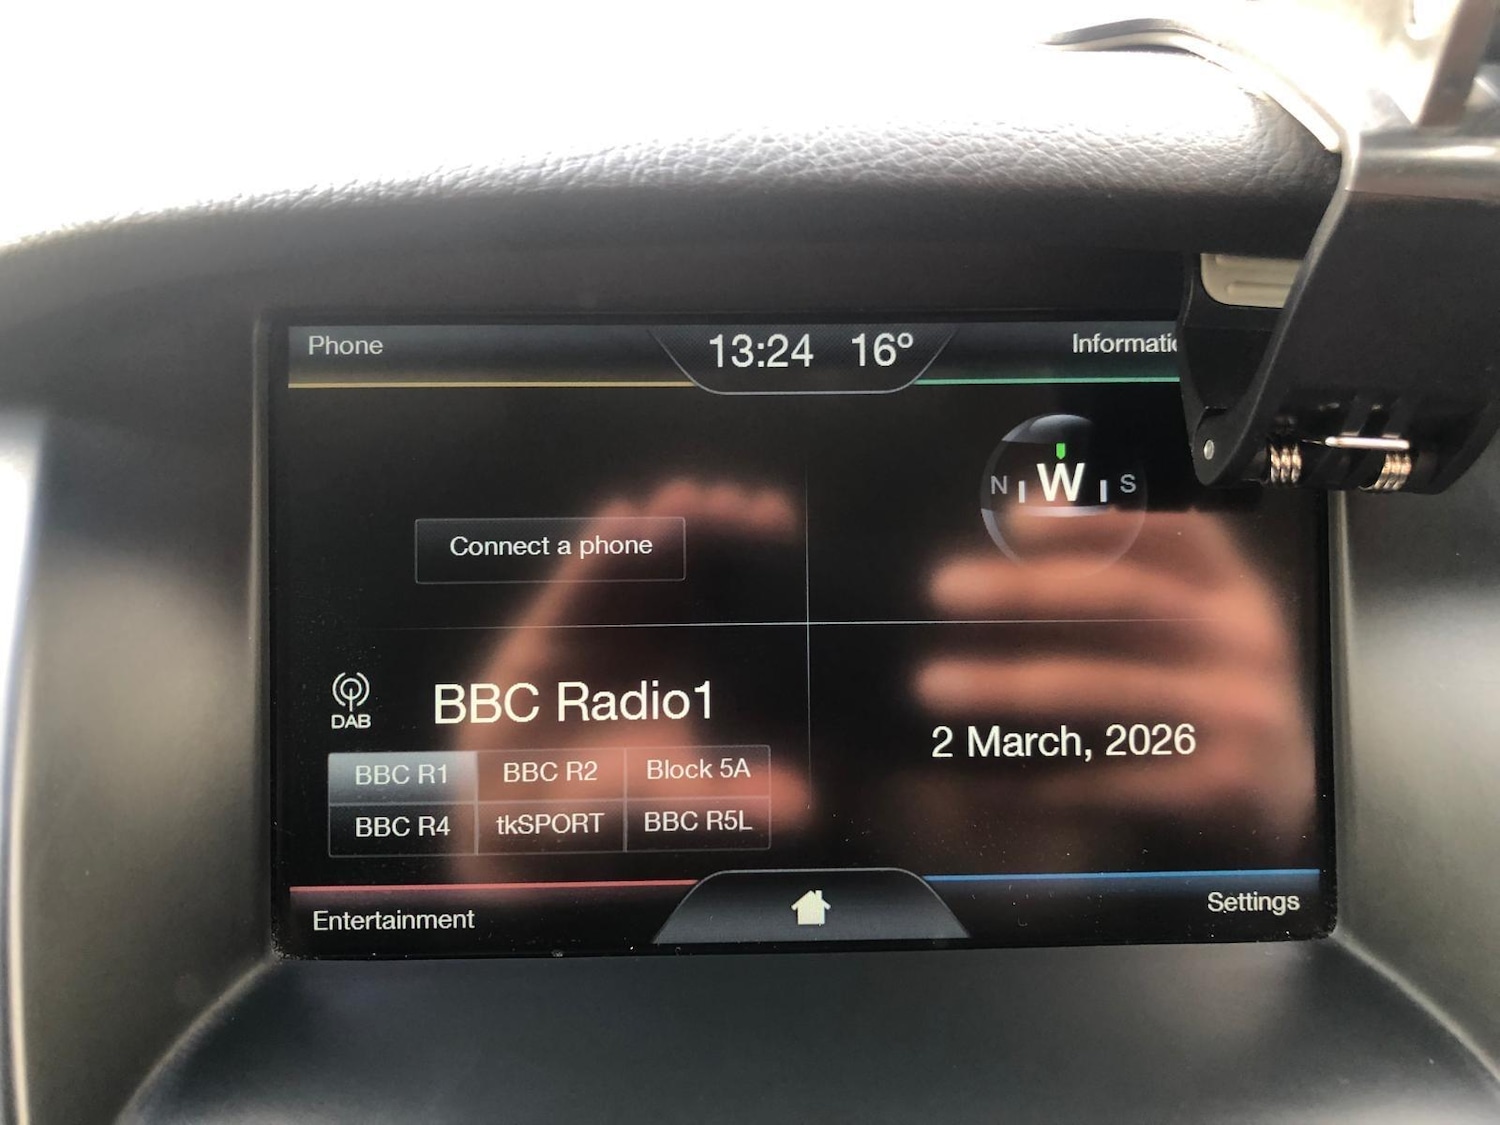 Phone
13:24 16°
Informatio
N W S
Connect a phone
DAB
BBC Radio1
BBC R1 BBC R2 Block 5A
BBC R4 tkSPORT BBC R5L
2 March, 2026
Entertainment
Settings